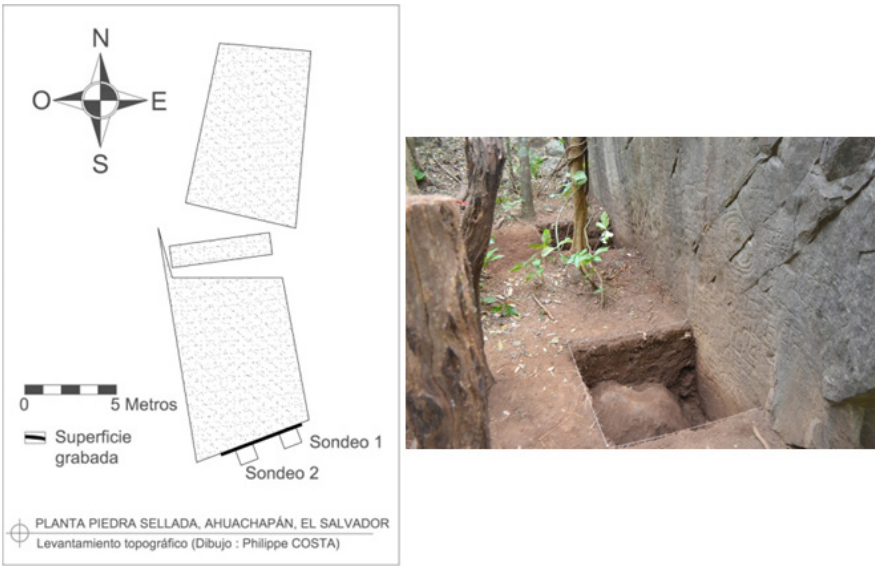 N
O E
S
0 5 Metros
Superficie
grabada
Sondeo 1
Sondeo 2
PLANTA PIEDRA SELLADA, AHUACHAPÁN, EL SALVADOR
Levantamiento topográfico (Dibujo : Philippe COSTA)